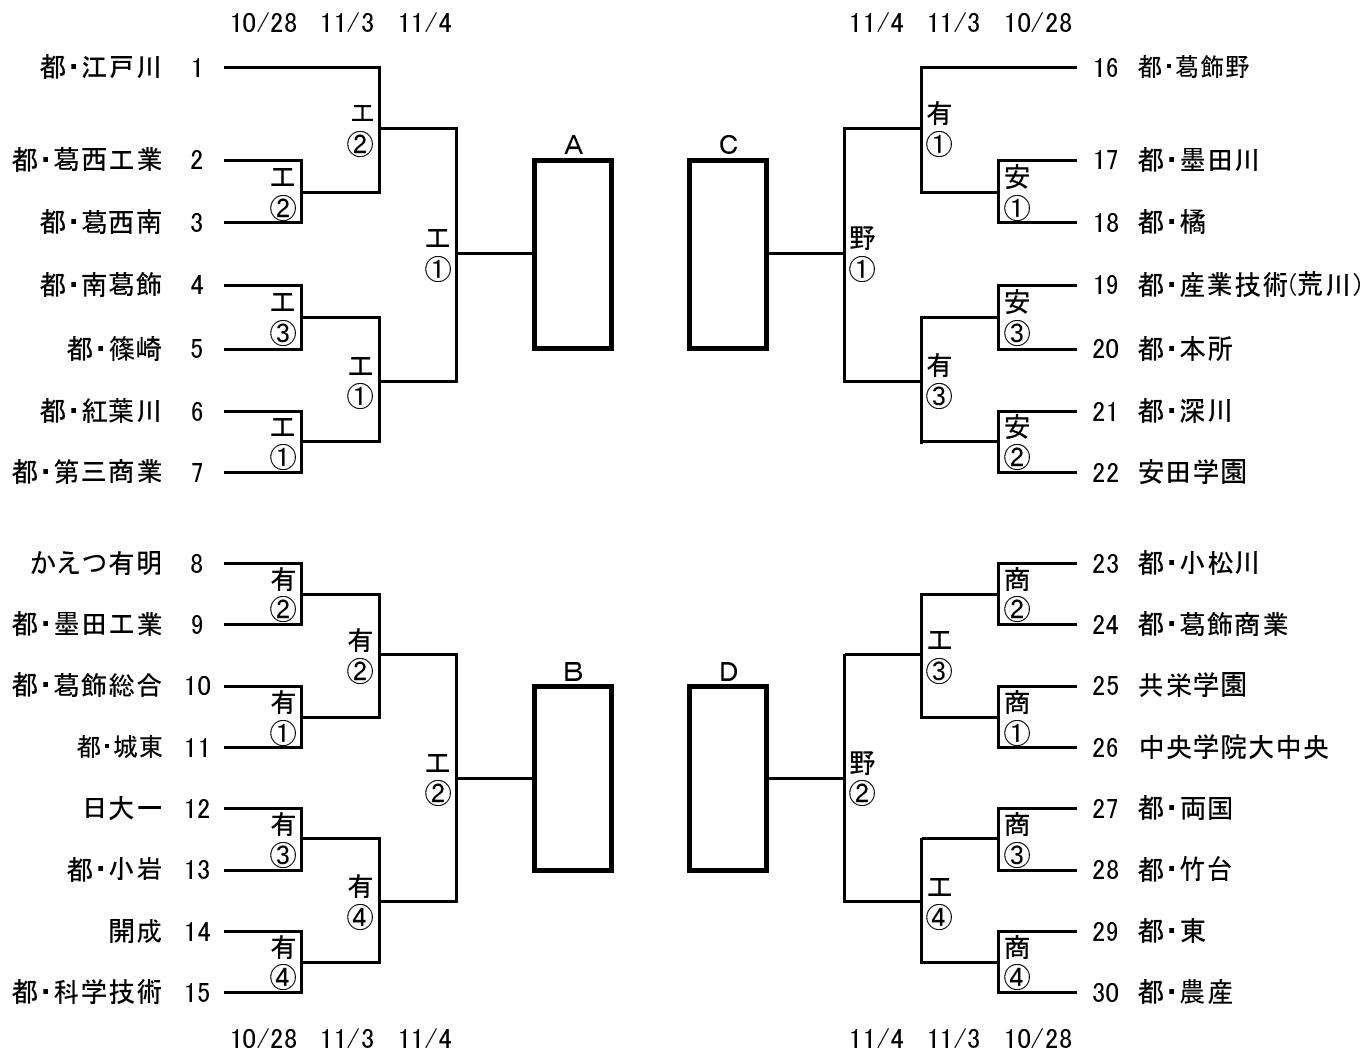 10/28 11/3 11/4 11/4 11/3 10/28
都・江戸川 1 16 都・葛飾野
工 有
② A C ①
都・葛西工業 2 17 都・墨田川
工 安
② ①
都・葛西南 3 18 都・橘
工 野
① ①
都・南葛飾 4 19 都・産業技術(荒川)
工 安
③ ③
都・篠崎 5 20 都・本所
工 有
① ③
都・紅葉川 6 21 都・深川
工 安
① ②
都・第三商業 7 22 安田学園
かえつ有明 8 23 都・小松川
有 商
② ②
都・墨田工業 9 24 都・葛飾商業
有 工
② B D ③
都・葛飾総合 10 25 共栄学園
有 商
① ①
都・城東 11 26 中央学院大中央
工 野
② ②
日大一 12 27 都・両国
有 商
③ ③
都・小岩 13 28 都・竹台
有 工
④ ④
開成 14 29 都・東
有 商
④ ④
都・科学技術 15 30 都・農産
10/28 11/3 11/4 11/4 11/3 10/28